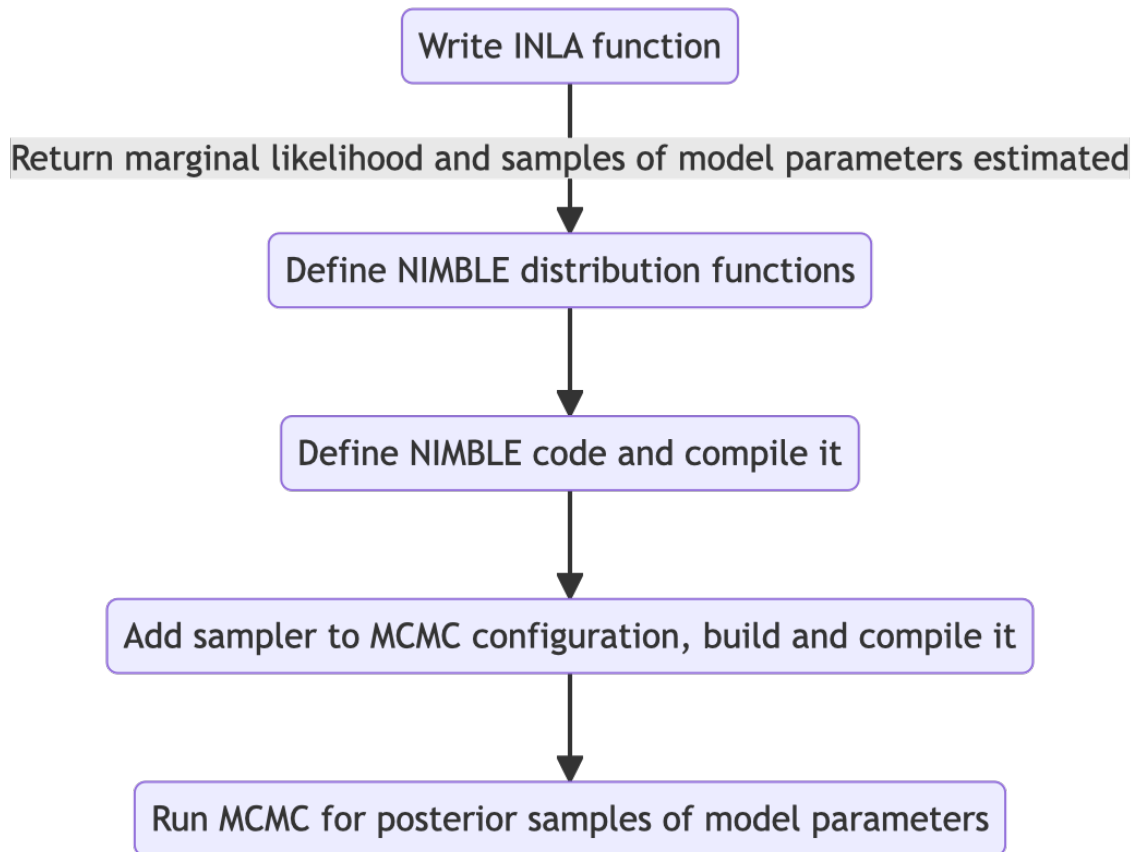 Write INLA function
Return marginal likelihood and samples of model parameters estimated
Define NIMBLE distribution functions
Define NIMBLE code and compile it
Add sampler to MCMC configuration, build and compile it
Run MCMC for posterior samples of model parameters